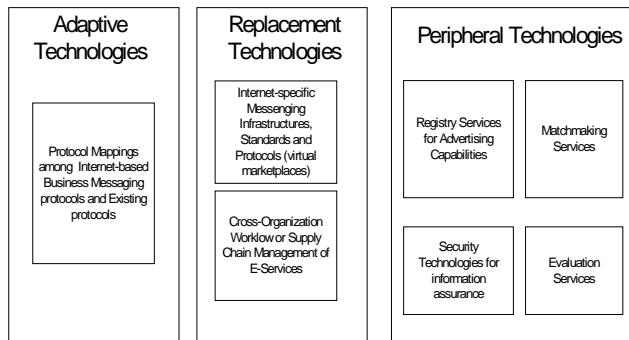 Adaptive
Technologies
Protocol Mappings
among Internet-based
Business Messaging
protocols and Existing
protocols
Replacement
Technologies
Internet-specific
Messenging
Infrastructures,
Standards and
Protocols (virtual
marketplaces)
Cross-Organization
Worklow or Supply
Chain Management of
E-Services
Peripheral Technologies
Registry Services
for Advertising
Capabilities
Matchmaking
Services
Security
Technologies for
information
assurance
Evaluation
Services